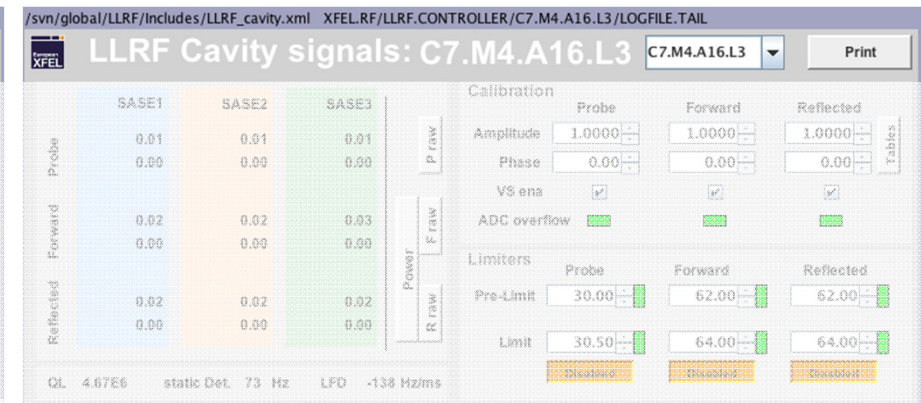 /svn/global/LLRF/Includes/LLRF_cavity.xml XFEL.RF/LLRF.CONTROLLER/C7.M4.A16.L3/LOGFILE.TAIL
European XFEL LLRF Cavity signals: C7.M4.A16.L3 C7.M4.A16.L3 Print
SASE1 SASE2 SASE3
Probe
0.01 0.01 0.01
0.00 0.00 0.00
P raw
Forward
0.02 0.02 0.03
0.00 0.00 0.00
F raw
Power
Reflected
0.02 0.02 0.02
0.00 0.00 0.00
R raw
QL 4.67E6 static Det. 73 Hz LFD -138 Hz/ms
Calibration
Probe Forward Reflected
Amplitude 1.0000 1.0000 1.0000
Phase 0.00 0.00 0.00
Tables
VS ena
ADC overflow
Limiters
Probe Forward Reflected
Pre-Limit 30.00 62.00 62.00
Limit 30.50 64.00 64.00
Disabled Disabled Disabled